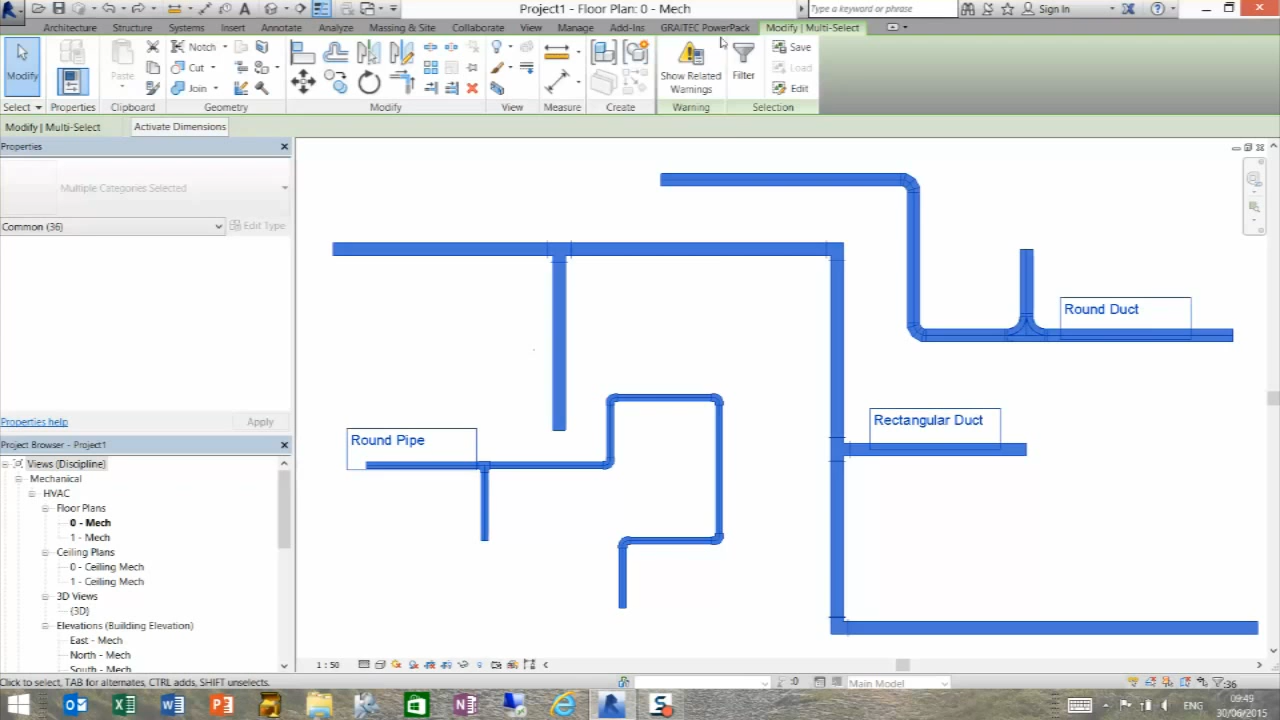 Project1 - Floor Plan: 0 - Mech
Type a keyword or phrase
Sign In
Architecture Structure Systems Insert Annotate Analyze Massing & Site Collaborate View Manage Add-Ins GRAITEC PowerPack Modify | Multi-Select
Modify
Paste
Notch
Cut
Join
Show Related Warnings
Filter
Save
Load
Edit
Select Properties Clipboard Geometry Modify View Measure Create Warning Selection
Modify | Multi-Select Activate Dimensions
Properties
Multiple Categories Selected
Common (36) Edit Type
Properties help Apply
Project Browser - Project1
Views (Discipline)
Mechanical
HVAC
Floor Plans
0 - Mech
1 - Mech
Ceiling Plans
0 - Ceiling Mech
1 - Ceiling Mech
3D Views
{3D}
Elevations (Building Elevation)
East - Mech
North - Mech
South - Mech
Round Duct
Rectangular Duct
Round Pipe
1 : 50
Click to select, TAB for alternates, CTRL adds, SHIFT unselects.
:0
Main Model
:36
ENG
09:49
30/06/2015